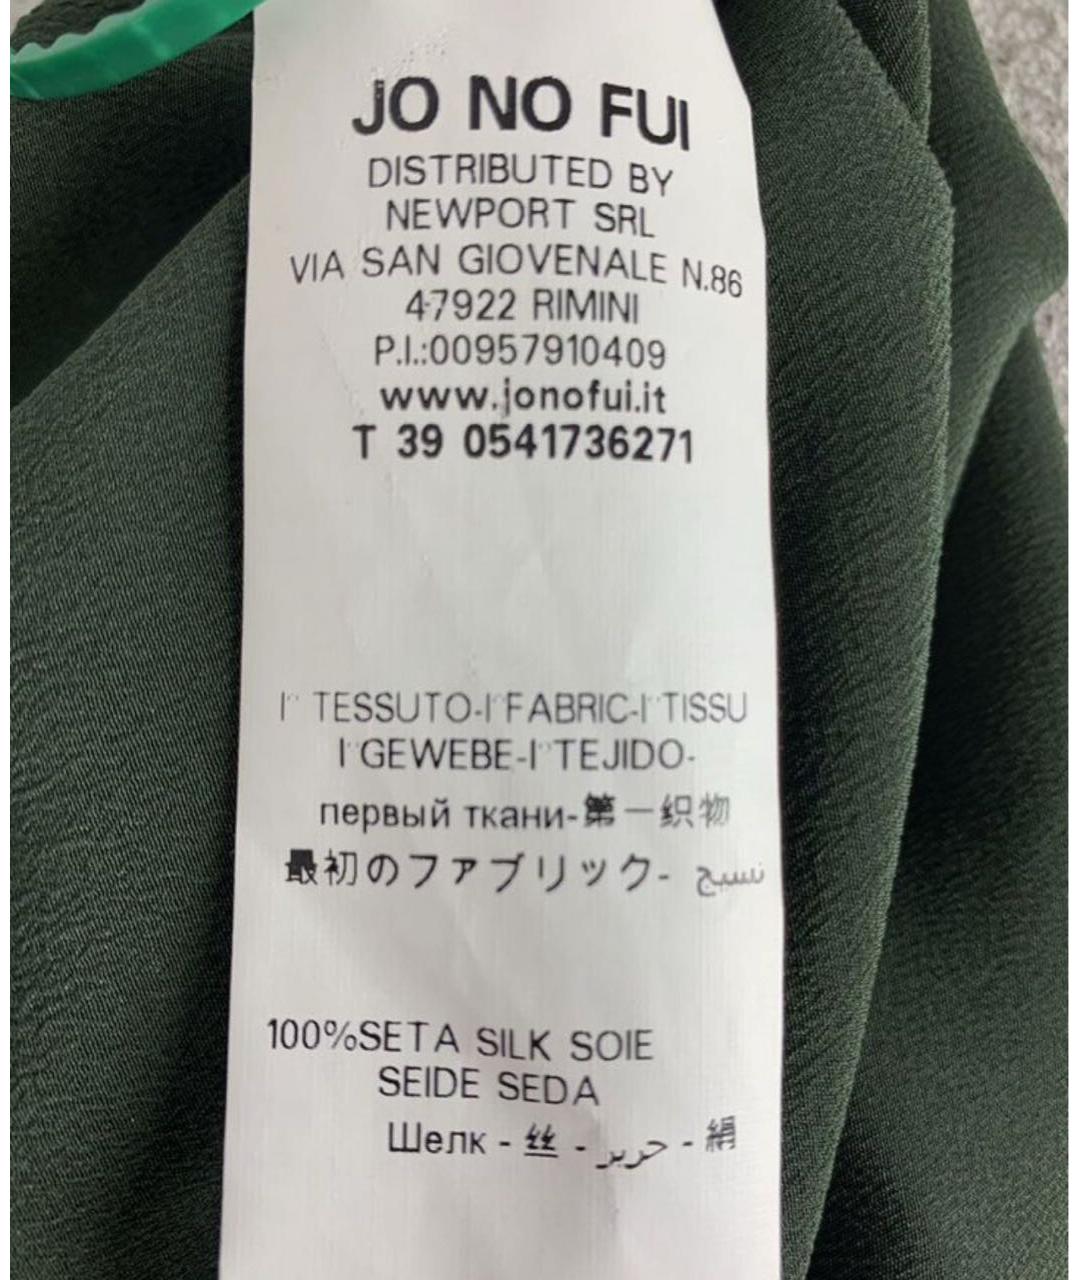 JO NO FUI
DISTRIBUTED BY
NEWPORT SRL
VIA SAN GIOVENALE N.86
47922 RIMINI
P.I.:00957910409
www.jonofui.it
T 39 0541736271
I° TESSUTO-I°FABRIC-I°TISSU
I°GEWEBE-I°TEJIDO-
первый ткани-第一织物
最初のファブリック- نسيج
100%SETA SILK SOIE
SEIDE SEDA
Шелк - 丝 - حرير - 絹